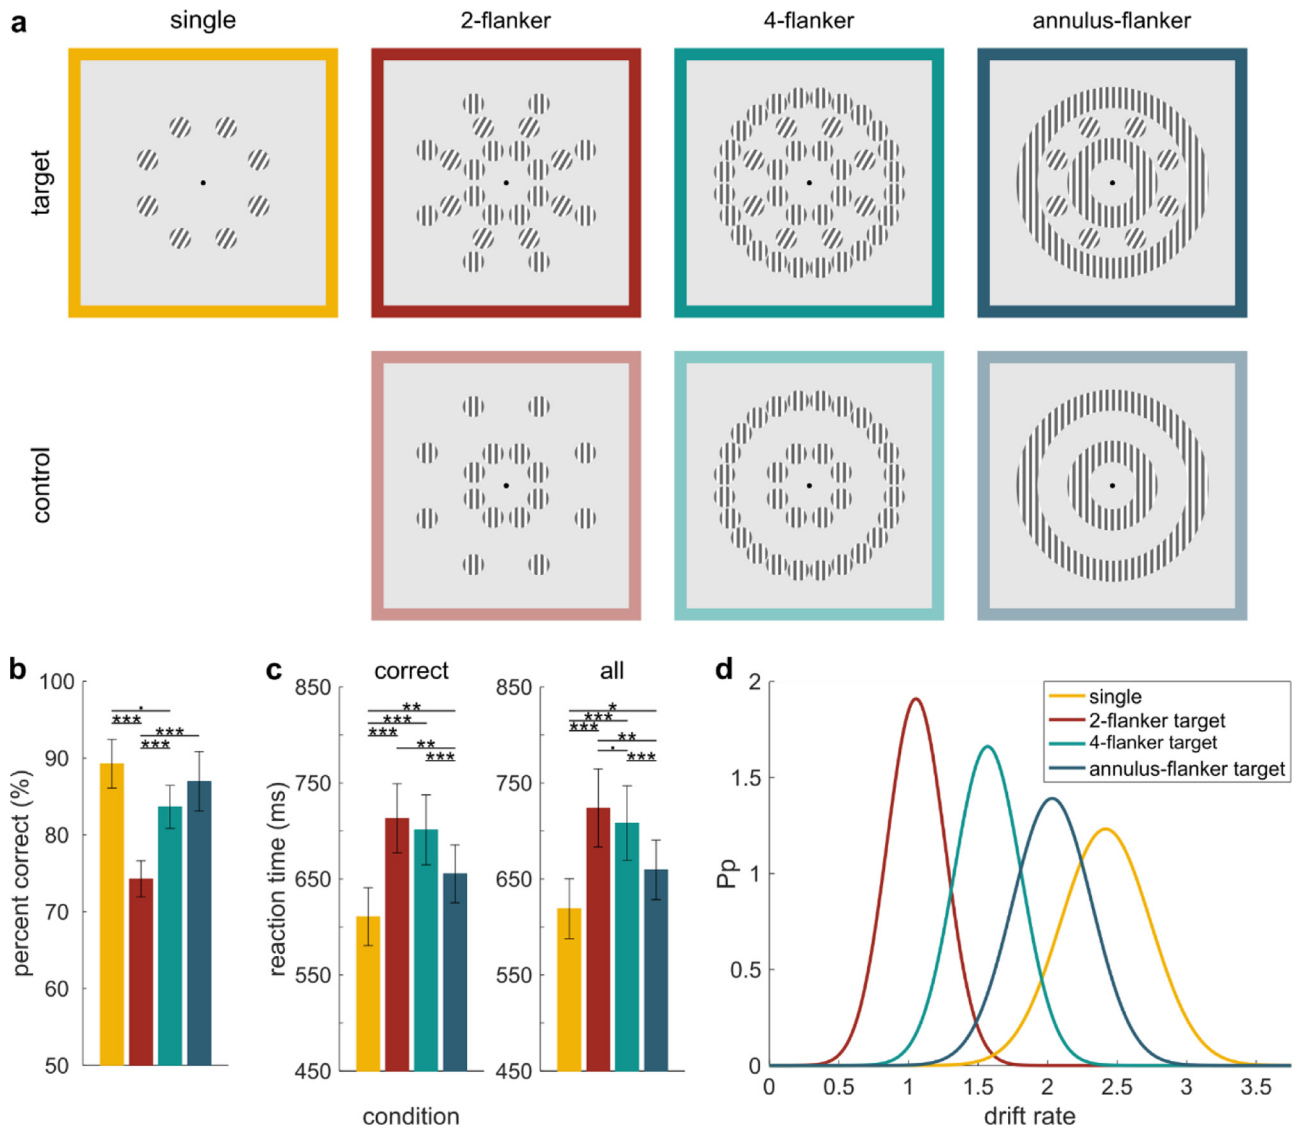 a
single
2-flanker
4-flanker
annulus-flanker
target
control
b
percent correct (%)
100
90
80
70
60
50
***
***
***
c
correct
all
reaction time (ms)
850
750
650
550
450
**
***
***
**
***
850
750
650
550
450
*
***
***
**
***
condition
d
Pp
2
1.5
1
0.5
0
0
0.5
1
1.5
2
2.5
3
3.5
drift rate
single
2-flanker target
4-flanker target
annulus-flanker target